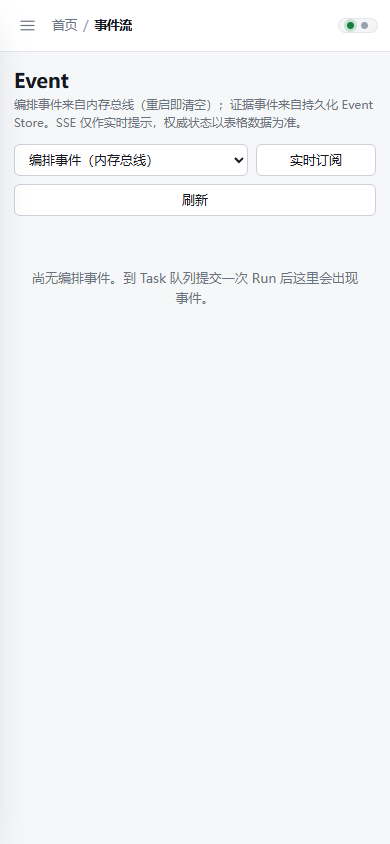 首页 / 事件流
Event
编排事件来自内存总线（重启即清空）；证据事件来自持久化 Event
Store。SSE 仅作实时提示，权威状态以表格数据为准。
编排事件（内存总线）
实时订阅
刷新
尚无编排事件。到 Task 队列提交一次 Run 后这里会出现
事件。